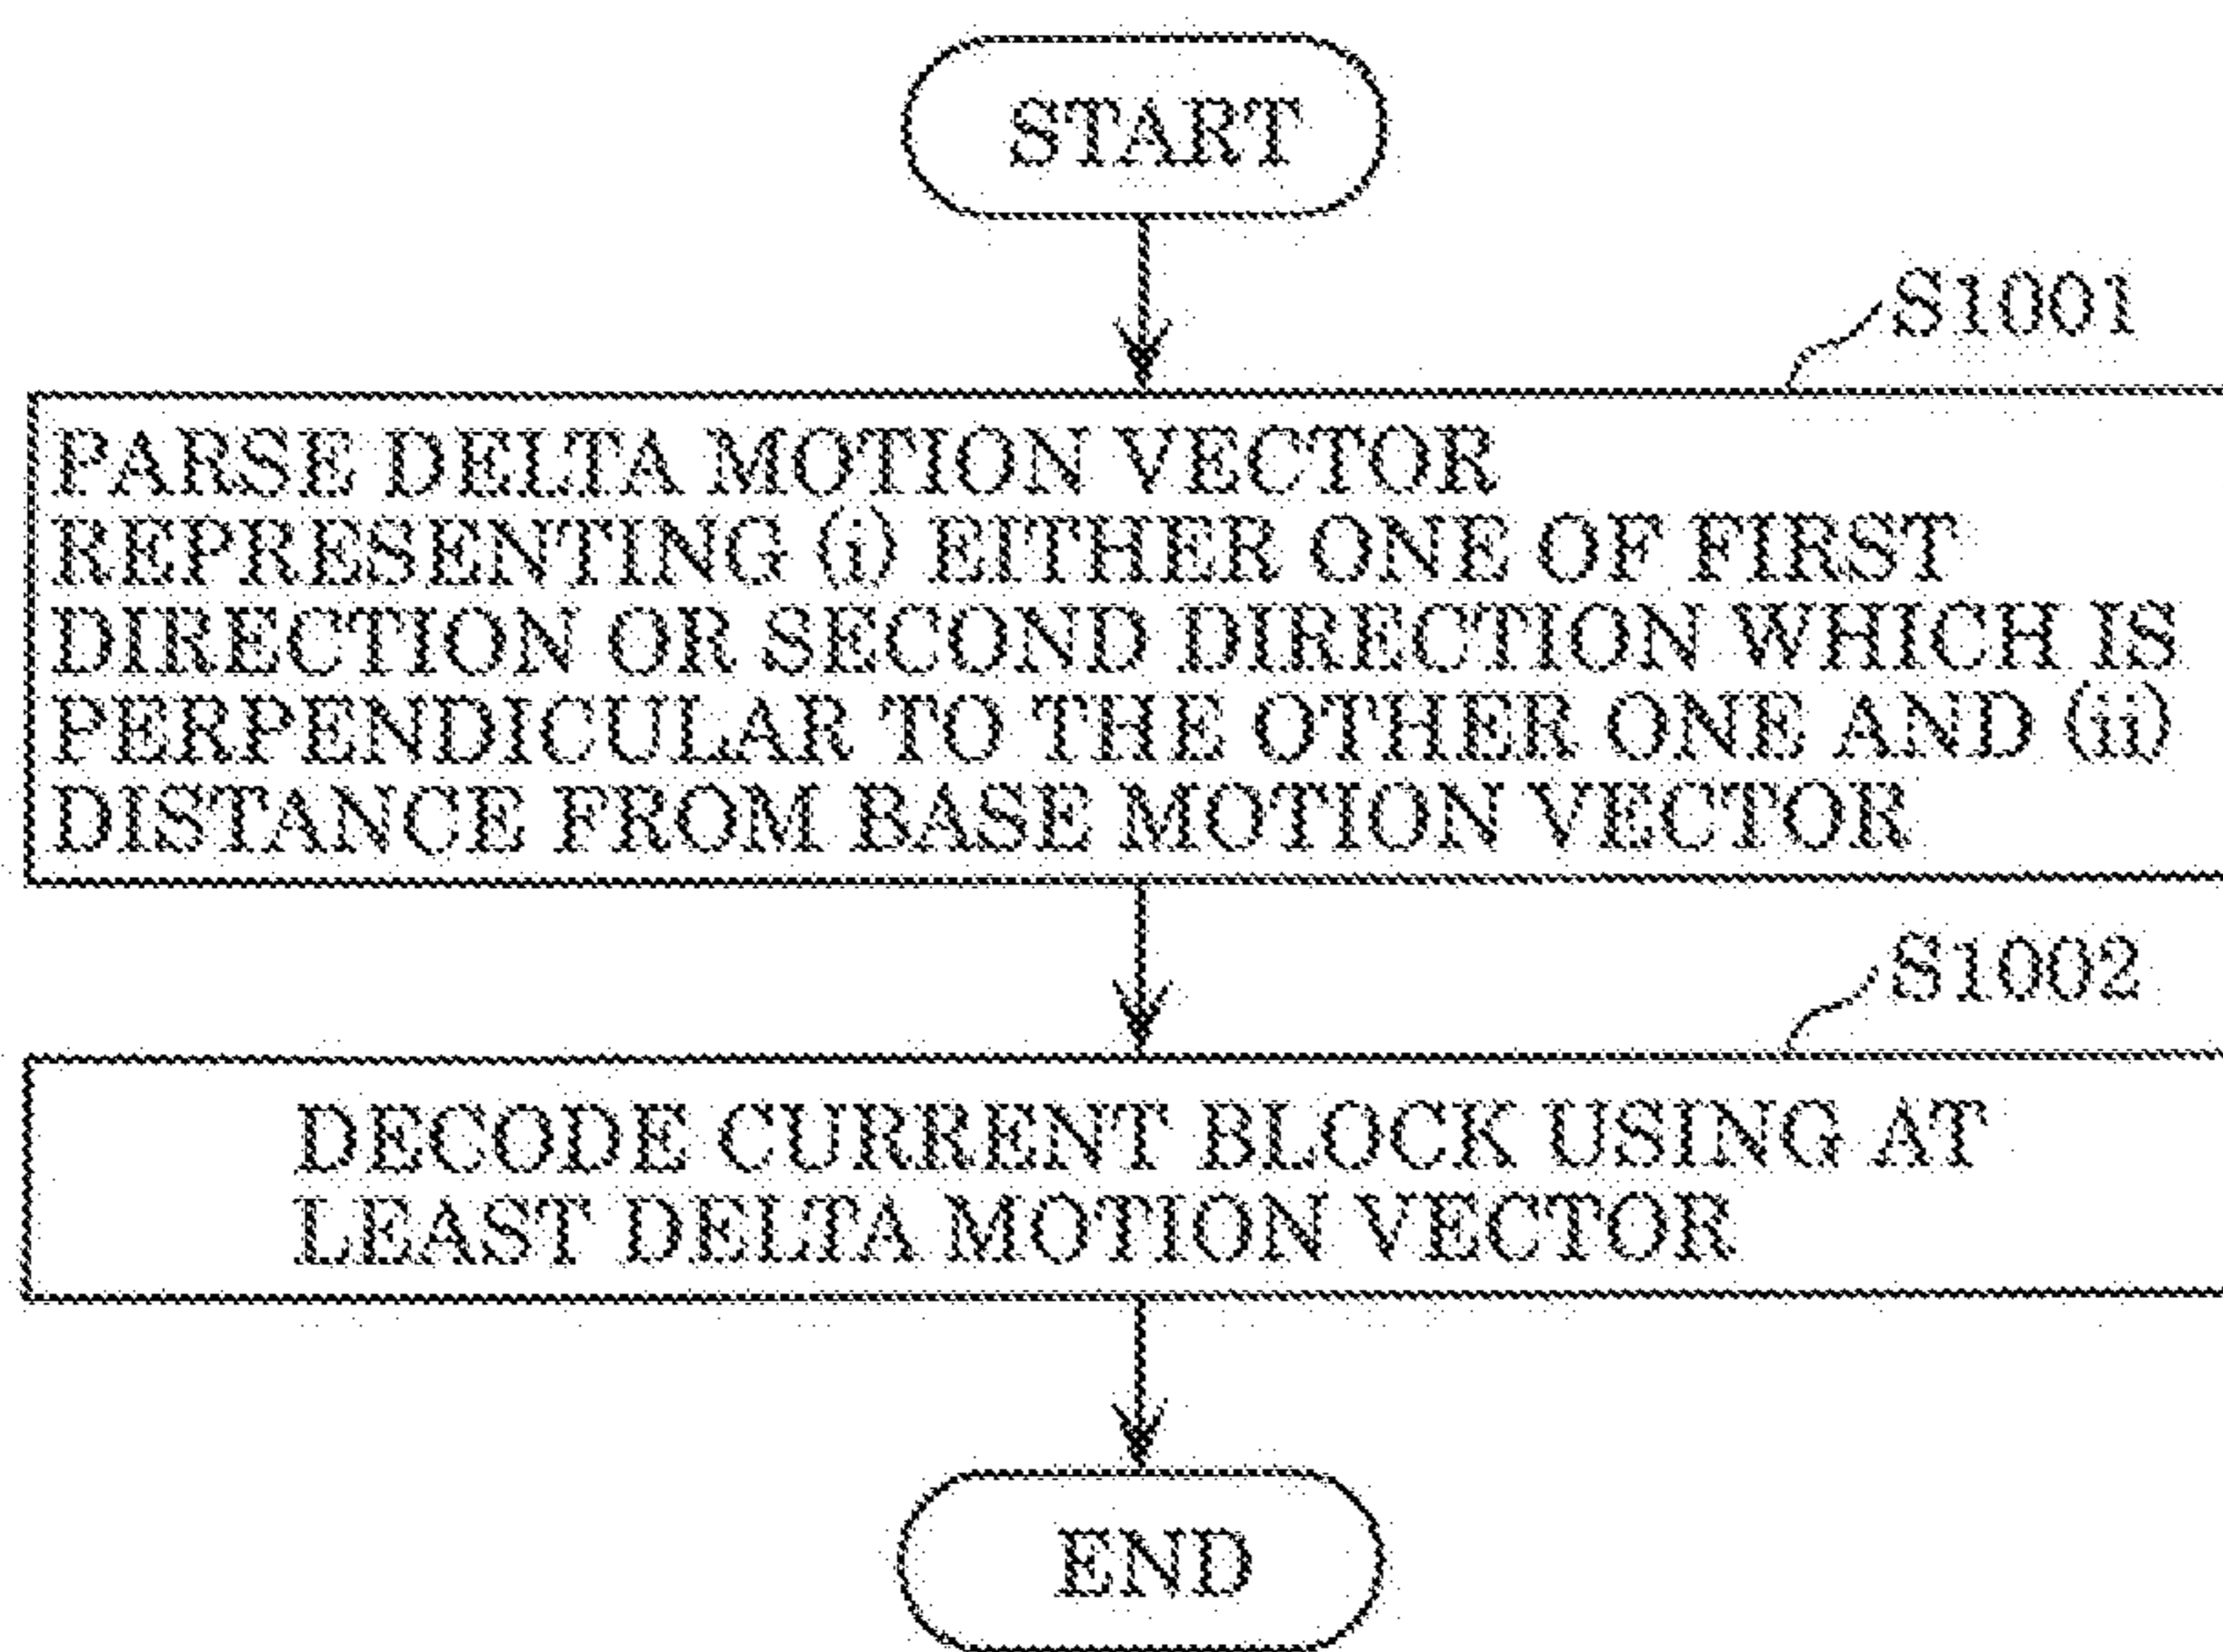 START
S1001
PARSE DELTA MOTION VECTOR
REPRESENTING (i) EITHER ONE OF FIRST
DIRECTION OR SECOND DIRECTION WHICH IS
PERPENDICULAR TO THE OTHER ONE AND (ii)
DISTANCE FROM BASE MOTION VECTOR
S1002
DECODE CURRENT BLOCK USING AT
LEAST DELTA MOTION VECTOR
END